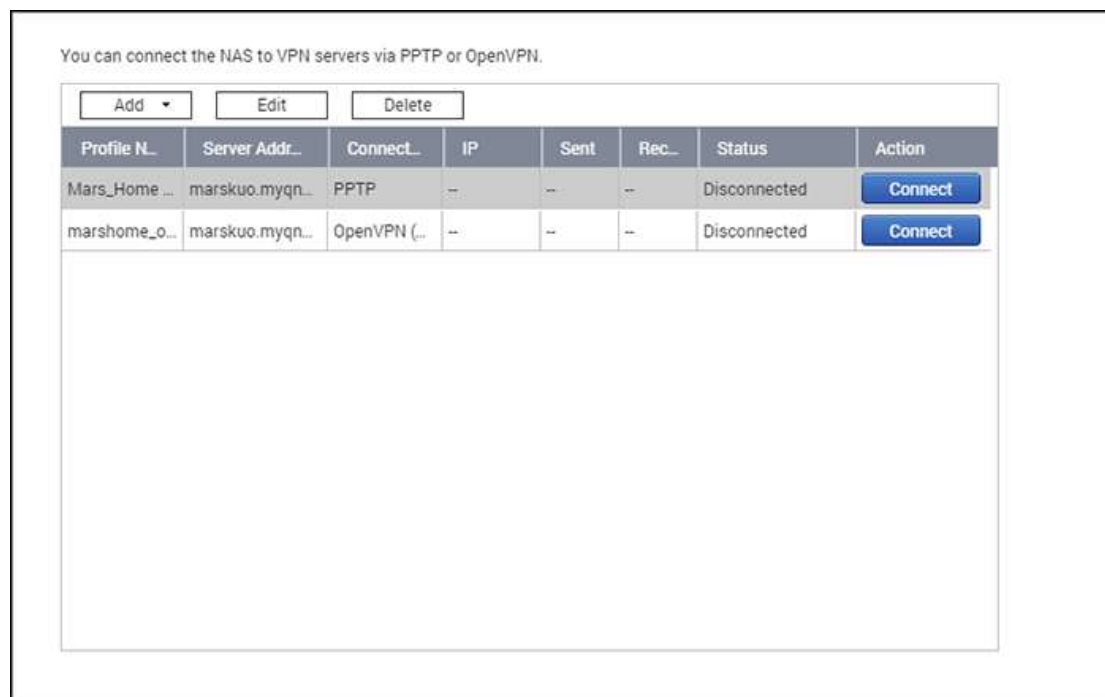 You can connect the NAS to VPN servers via PPTP or OpenVPN.
Add Edit Delete
Profile N... Server Addr... Connect... IP Sent Rec... Status Action
Mars_Home ... marskuo.myqn... PPTP -- -- -- Disconnected Connect
marshome_o... marskuo.myqn... OpenVPN (... -- -- -- Disconnected Connect